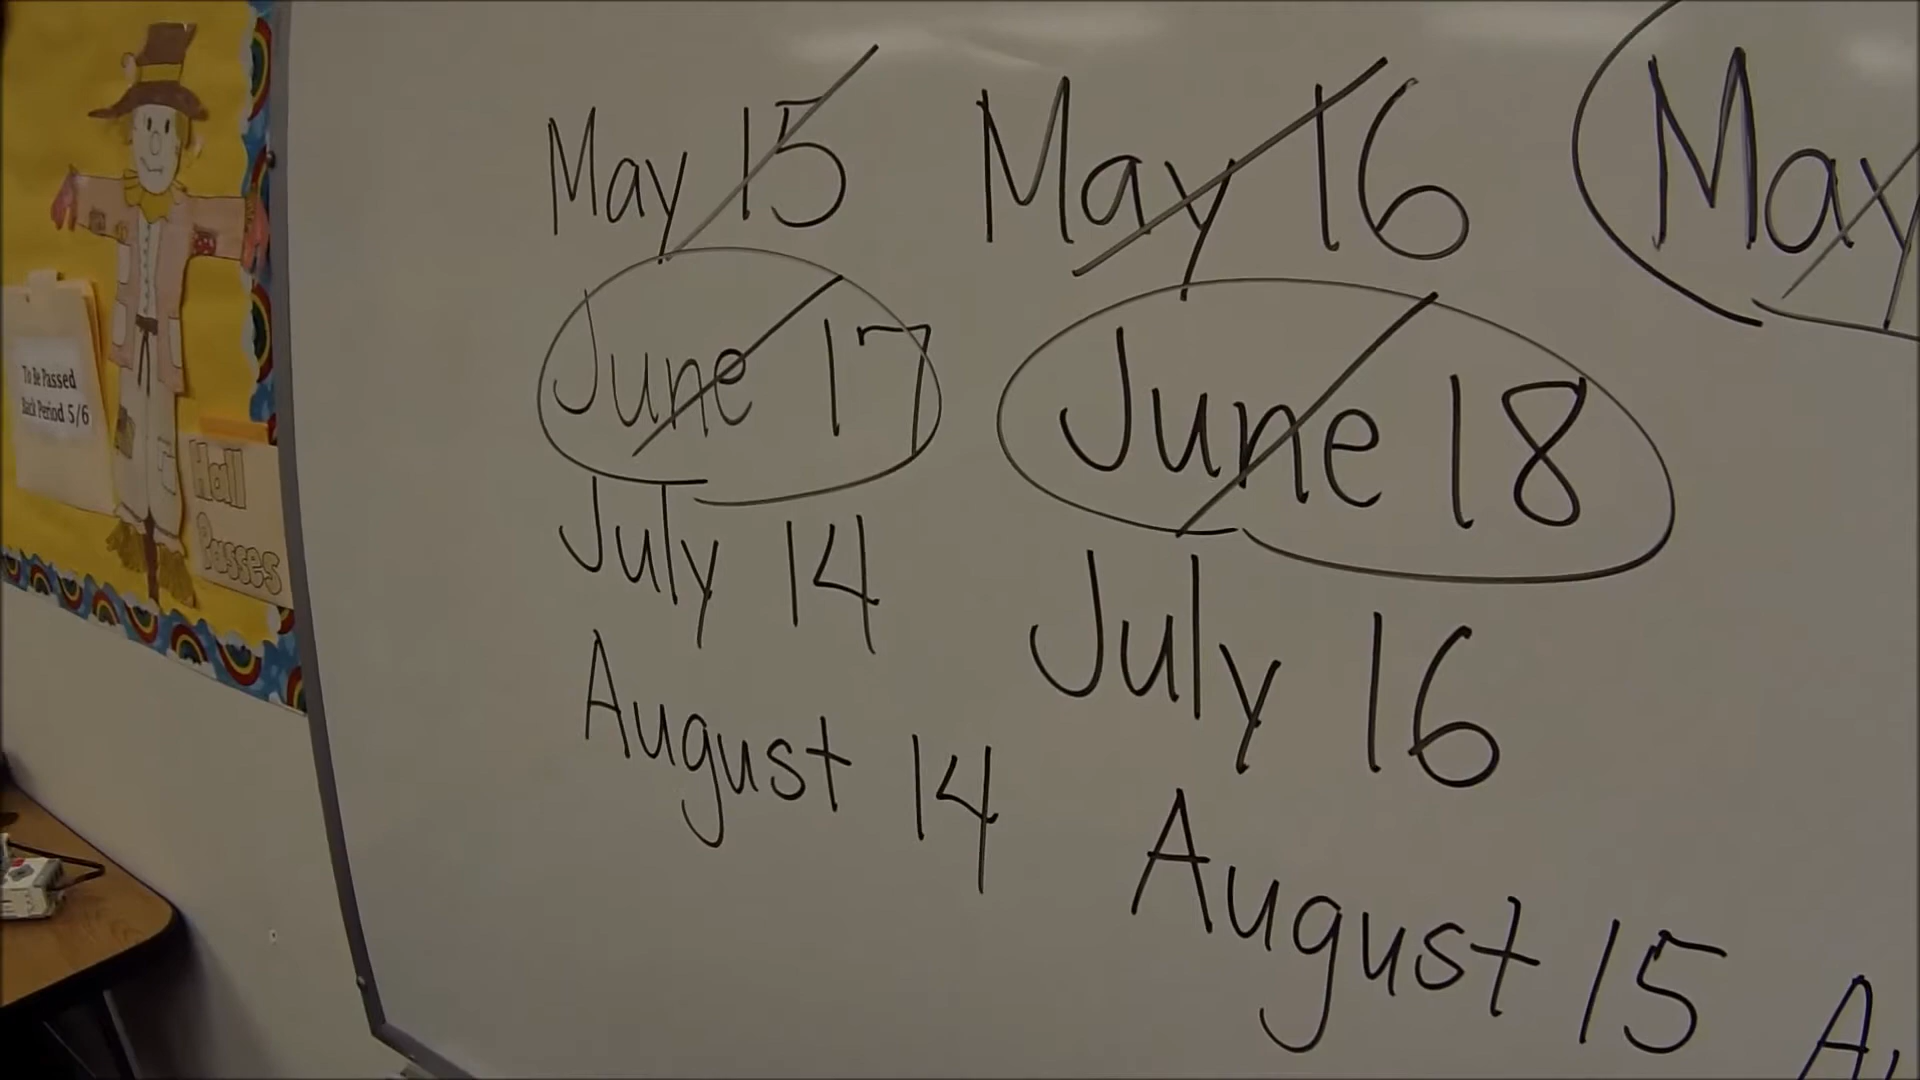 May 15 May 16 May
June 17 June 18
July 14 July 16
August 14 August 15
To Be Passed
Back Period 5/6
Hall
Passes